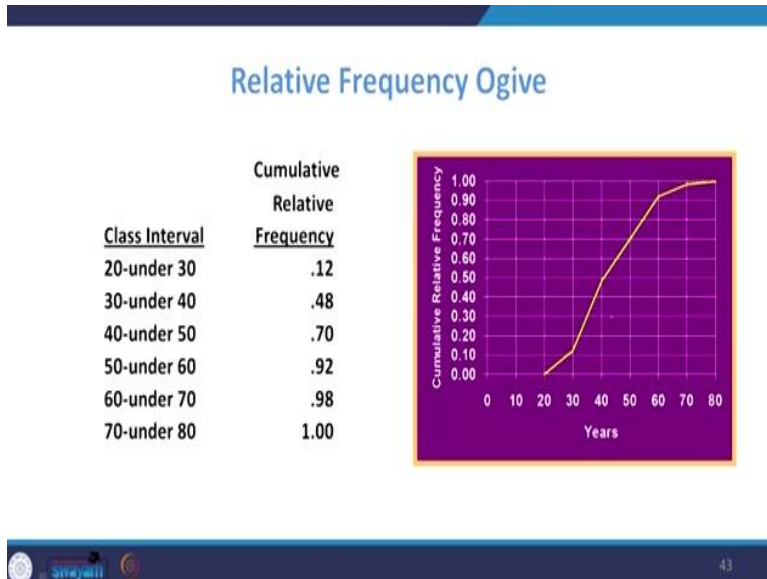 Relative Frequency Ogive
Cumulative
Relative
Class Interval Frequency
20-under 30 .12
30-under 40 .48
40-under 50 .70
50-under 60 .92
60-under 70 .98
70-under 80 1.00
Cumulative Relative Frequency
1.00
0.90
0.80
0.70
0.60
0.50
0.40
0.30
0.20
0.10
0.00
0 10 20 30 40 50 60 70 80
Years
swayam
43